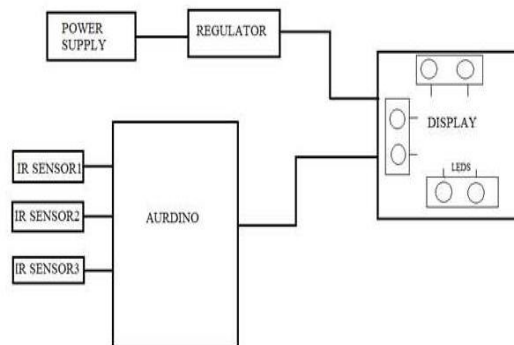 POWER
SUPPLY
REGULATOR
DISPLAY
LEDS
IR SENSOR1
IR SENSOR2
IR SENSOR3
AURDINO